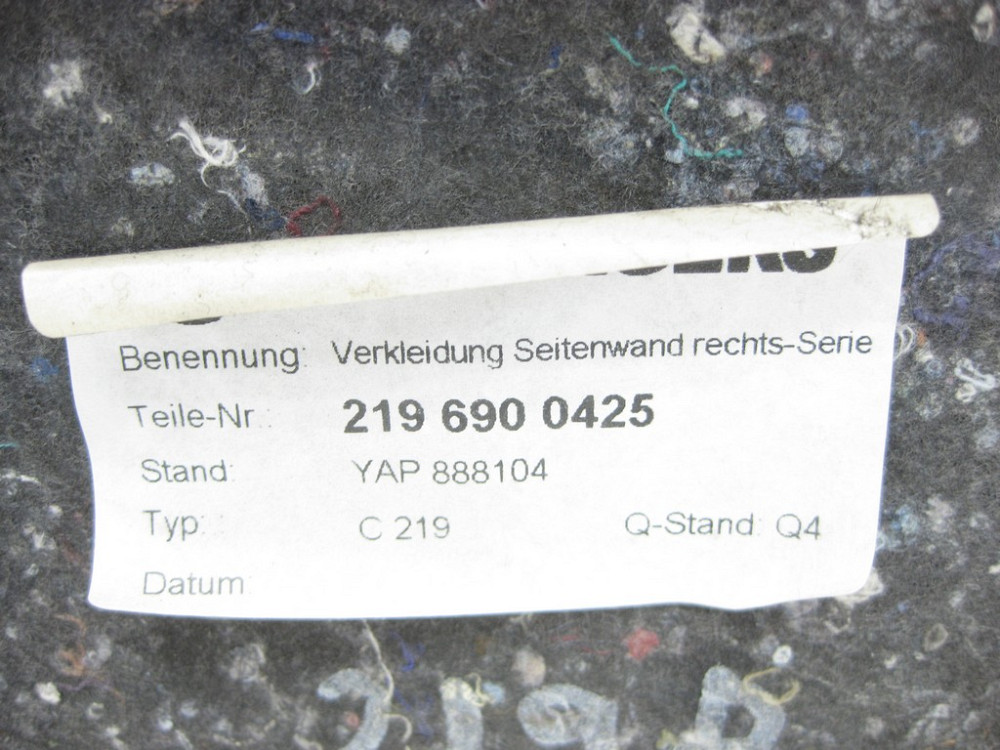 Benennung: Verkleidung Seitenwand rechts-Serie
Teile-Nr.: 219 690 0425
Stand: YAP 888104
Typ: C 219 Q-Stand: Q4
Datum: